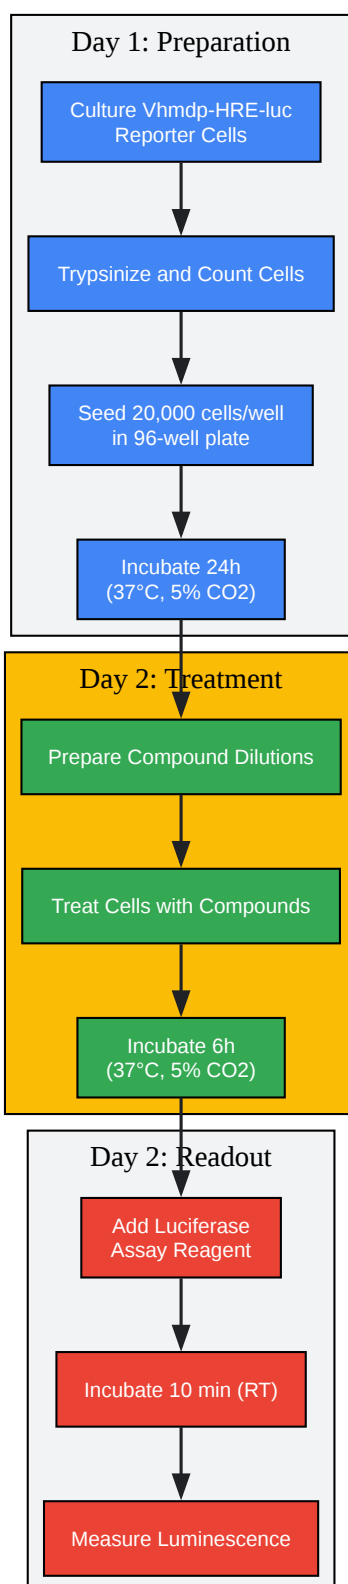 Day 1: Preparation
Culture Vhmdp-HRE-luc
Reporter Cells
Trypsinize and Count Cells
Seed 20,000 cells/well
in 96-well plate
Incubate 24h
(37°C, 5% CO2)
Day 2: Treatment
Prepare Compound Dilutions
Treat Cells with Compounds
Incubate 6h
(37°C, 5% CO2)
Day 2: Readout
Add Luciferase
Assay Reagent
Incubate 10 min (RT)
Measure Luminescence